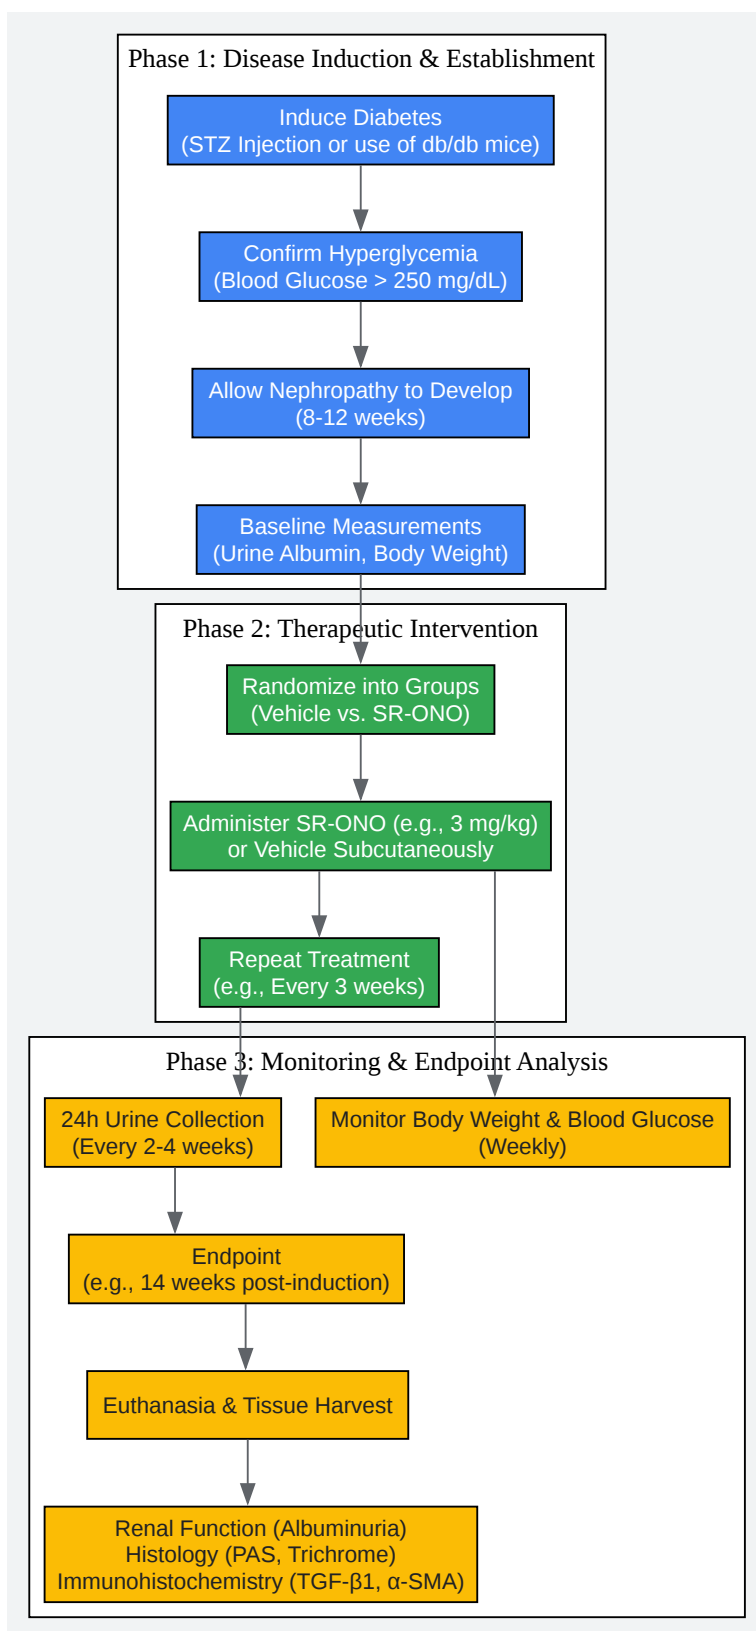 Phase 1: Disease Induction & Establishment
Induce Diabetes
(STZ Injection or use of db/db mice)
Confirm Hyperglycemia
(Blood Glucose > 250 mg/dL)
Allow Nephropathy to Develop
(8-12 weeks)
Baseline Measurements
(Urine Albumin, Body Weight)
Phase 2: Therapeutic Intervention
Randomize into Groups
(Vehicle vs. SR-ONO)
Administer SR-ONO (e.g., 3 mg/kg)
or Vehicle Subcutaneously
Repeat Treatment
(e.g., Every 3 weeks)
Phase 3: Monitoring & Endpoint Analysis
24h Urine Collection
(Every 2-4 weeks)
Monitor Body Weight & Blood Glucose
(Weekly)
Endpoint
(e.g., 14 weeks post-induction)
Euthanasia & Tissue Harvest
Renal Function (Albuminuria)
Histology (PAS, Trichrome)
Immunohistochemistry (TGF-β1, α-SMA)